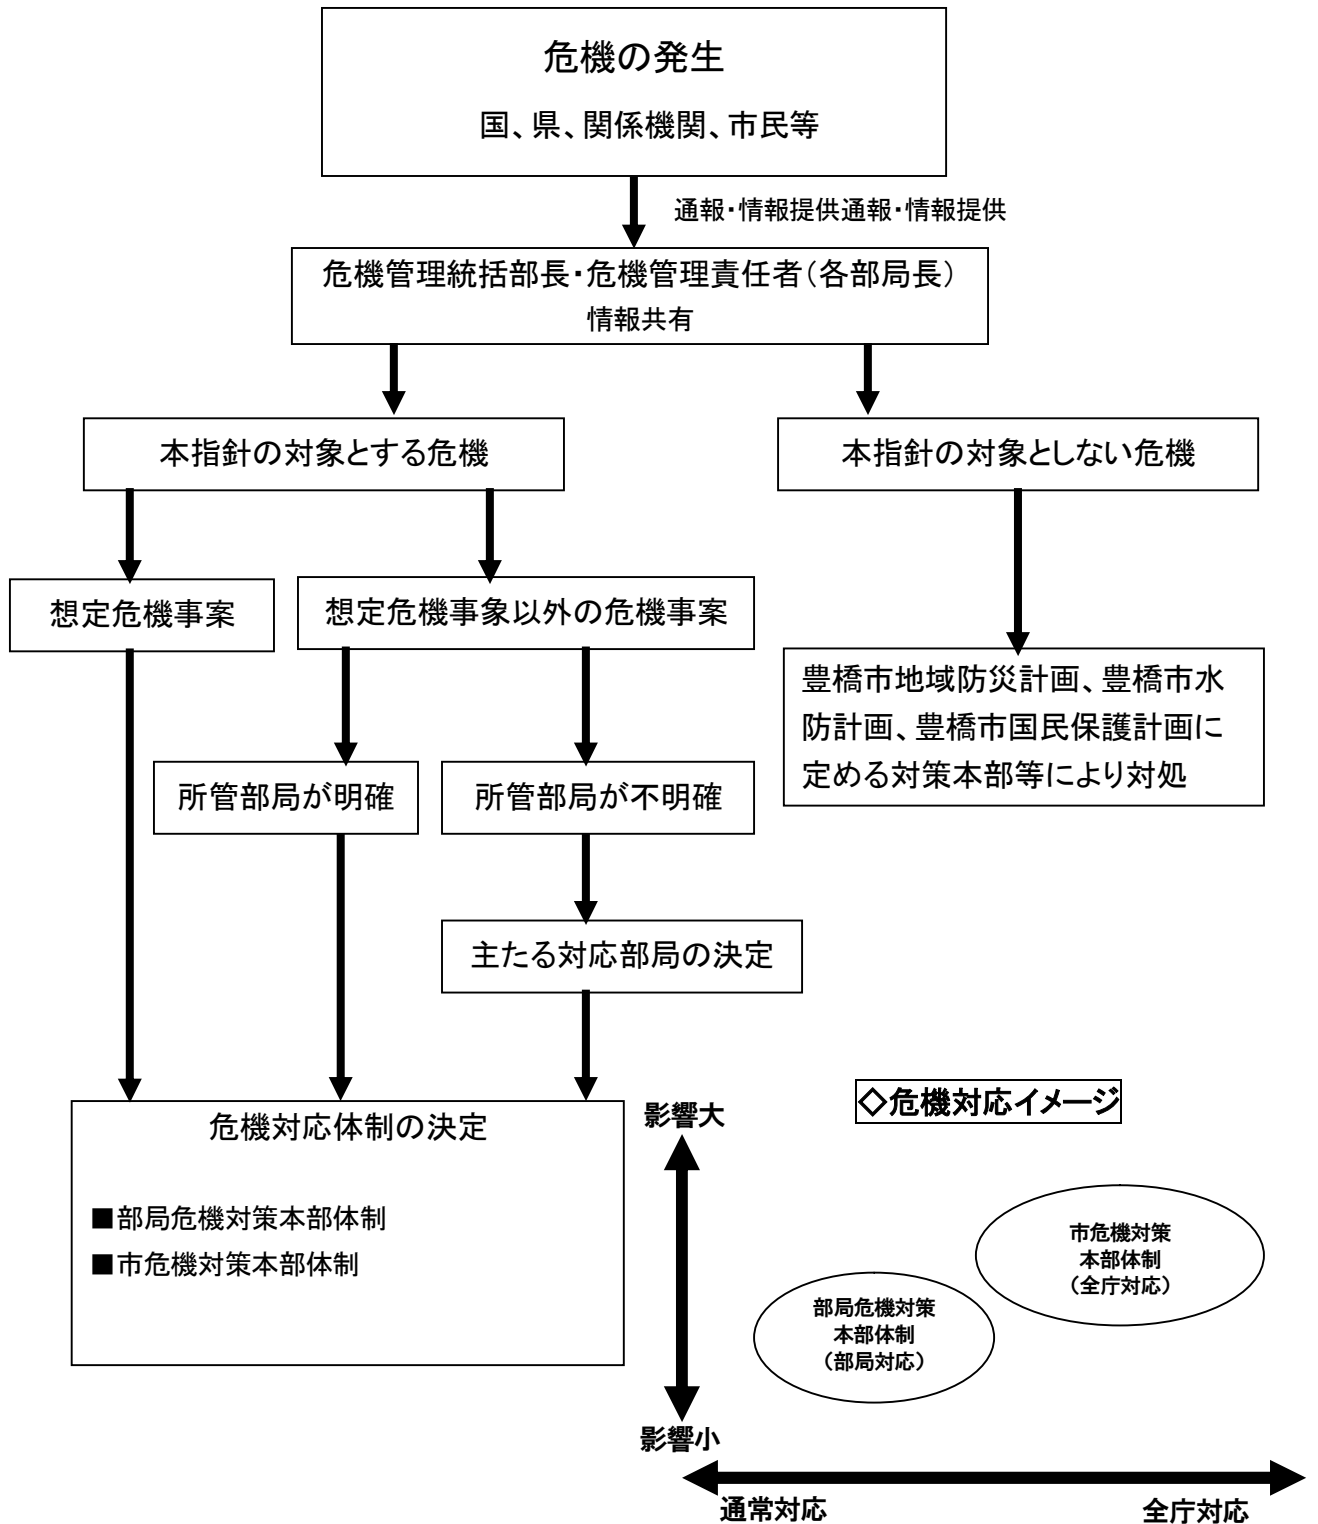 危機の発生
国、県、関係機関、市民等
通報・情報提供通報・情報提供
危機管理統括部長・危機管理責任者（各部局長）
情報共有
本指針の対象とする危機
本指針の対象としない危機
想定危機事案
想定危機事象以外の危機事案
豊橋市地域防災計画、豊橋市水
防計画、豊橋市国民保護計画に
定める対策本部等により対処
所管部局が明確
所管部局が不明確
主たる対応部局の決定
危機対応体制の決定
■部局危機対策本部体制
■市危機対策本部体制
◇危機対応イメージ
影響大
市危機対策
本部体制
（全庁対応）
部局危機対策
本部体制
（部局対応）
影響小
通常対応
全庁対応